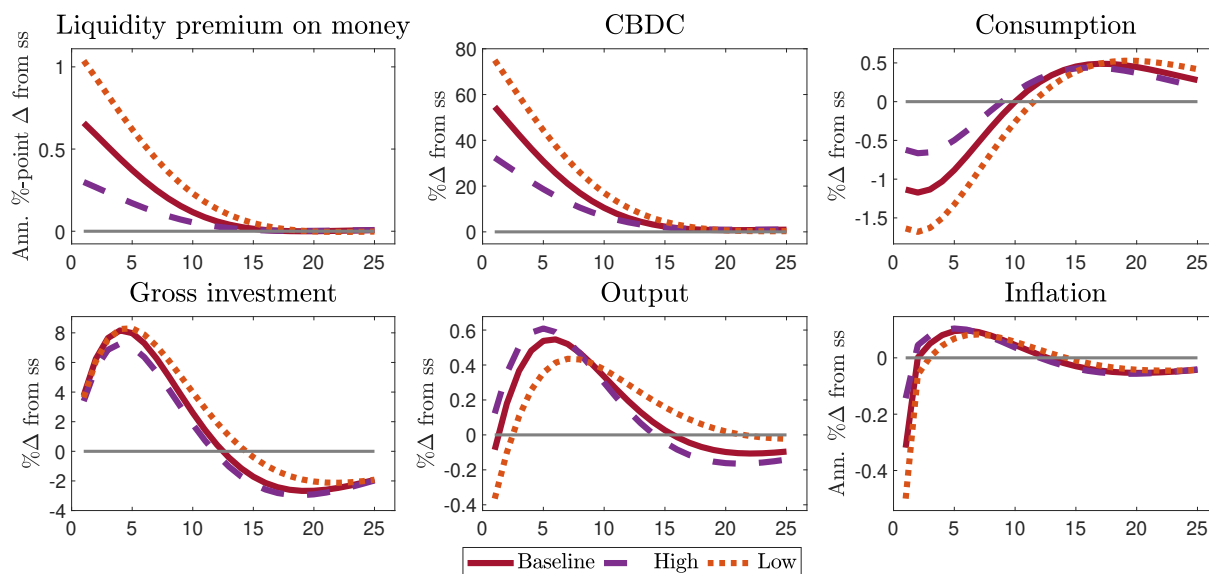 Liquidity premium on money
CBDC
Consumption
Ann. %-point Δ from ss
1
0.5
0
0 5 10 15 20 25
%Δ from ss
80
60
40
20
0
0 5 10 15 20 25
%Δ from ss
0.5
0
-0.5
-1
-1.5
0 5 10 15 20 25
Gross investment
Output
Inflation
%Δ from ss
8
6
4
2
0
-2
-4
0 5 10 15 20 25
%Δ from ss
0.6
0.4
0.2
0
-0.2
-0.4
0 5 10 15 20 25
Ann. %Δ from ss
0
-0.2
-0.4
0 5 10 15 20 25
Baseline High Low